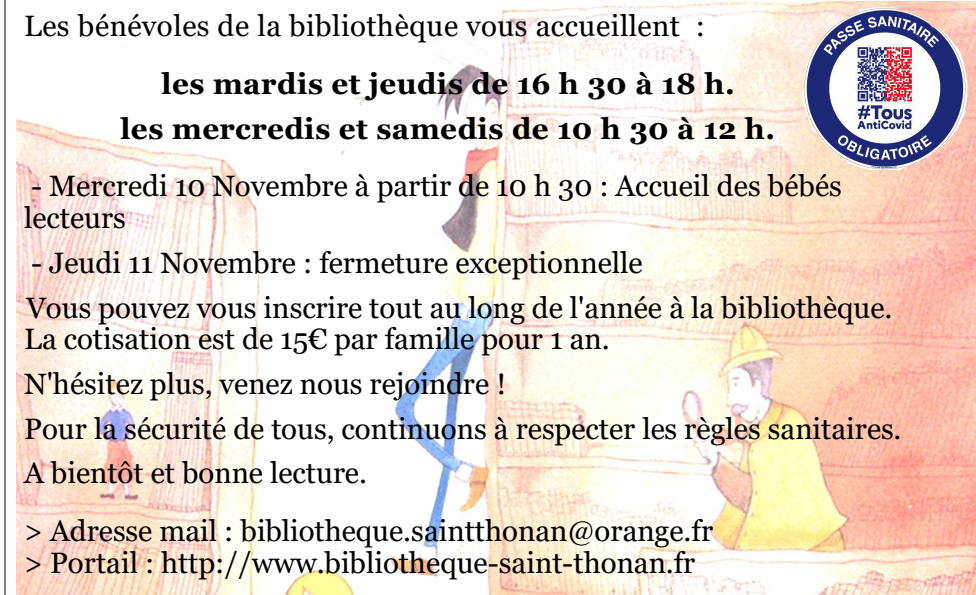 Les bénévoles de la bibliothèque vous accueillent :
PASSE SANITAIRE
#Tous
AntiCovid
OBLIGATOIRE
les mardis et jeudis de 16 h 30 à 18 h.
les mercredis et samedis de 10 h 30 à 12 h.
- Mercredi 10 Novembre à partir de 10 h 30 : Accueil des bébés
lecteurs
- Jeudi 11 Novembre : fermeture exceptionnelle
Vous pouvez vous inscrire tout au long de l'année à la bibliothèque.
La cotisation est de 15€ par famille pour 1 an.
N'hésitez plus, venez nous rejoindre !
Pour la sécurité de tous, continuons à respecter les règles sanitaires.
A bientôt et bonne lecture.
> Adresse mail : bibliotheque.saintthonan@orange.fr
> Portail : http://www.bibliotheque-saint-thonan.fr